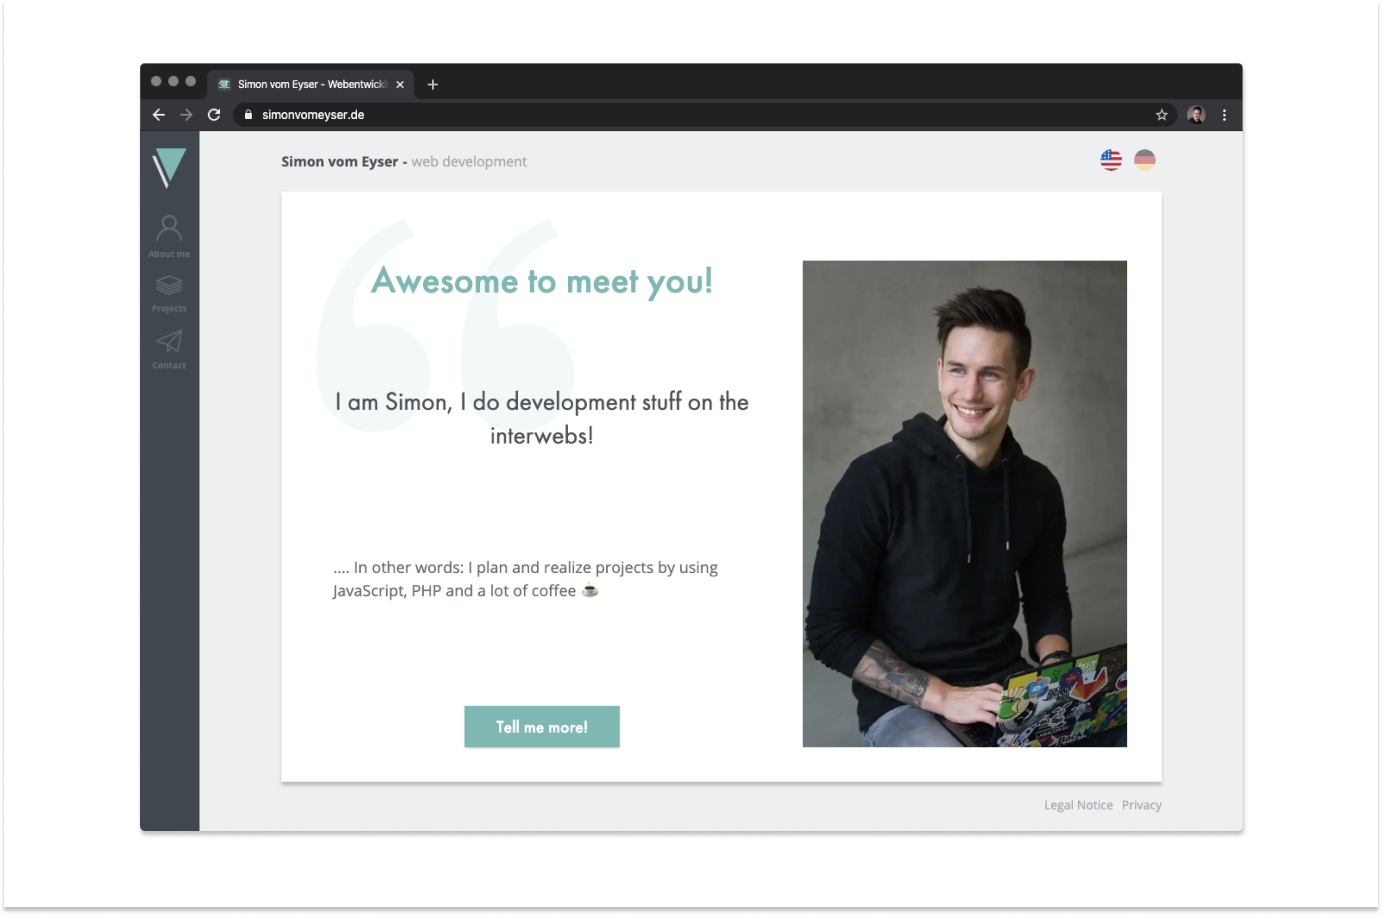 Simon vom Eyser - Webentwickl
simonvomeyser.de
Simon vom Eyser - web development
About me
Projects
Contact
Awesome to meet you!
I am Simon, I do development stuff on the
interwebs!
.... In other words: I plan and realize projects by using
JavaScript, PHP and a lot of coffee ☕
Tell me more!
Legal Notice Privacy